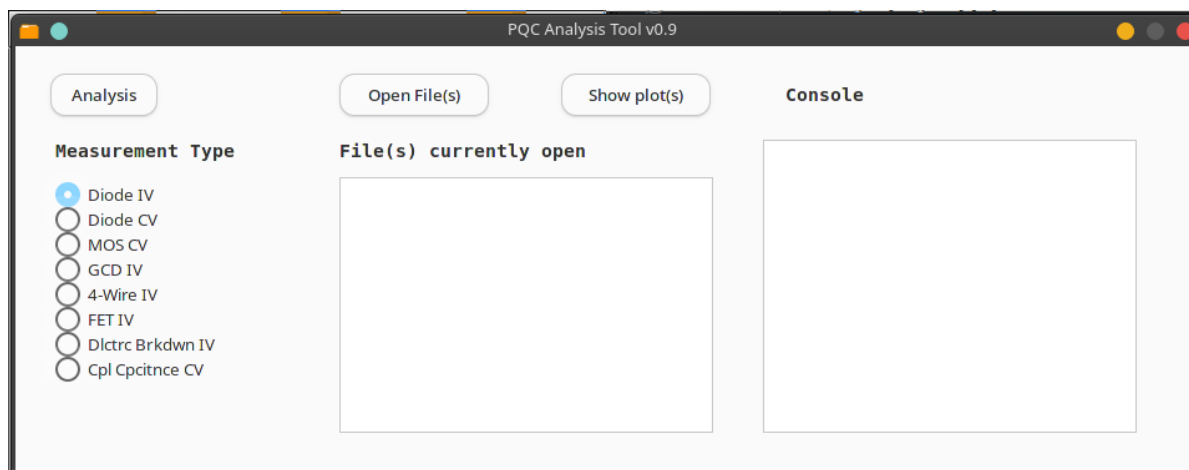 PQC Analysis Tool v0.9
Analysis
Open File(s)
Show plot(s)
Console
Measurement Type
File(s) currently open
Diode IV
Diode CV
MOS CV
GCD IV
4-Wire IV
FET IV
Dlctrc Brkdwn IV
Cpl Cpcitnce CV